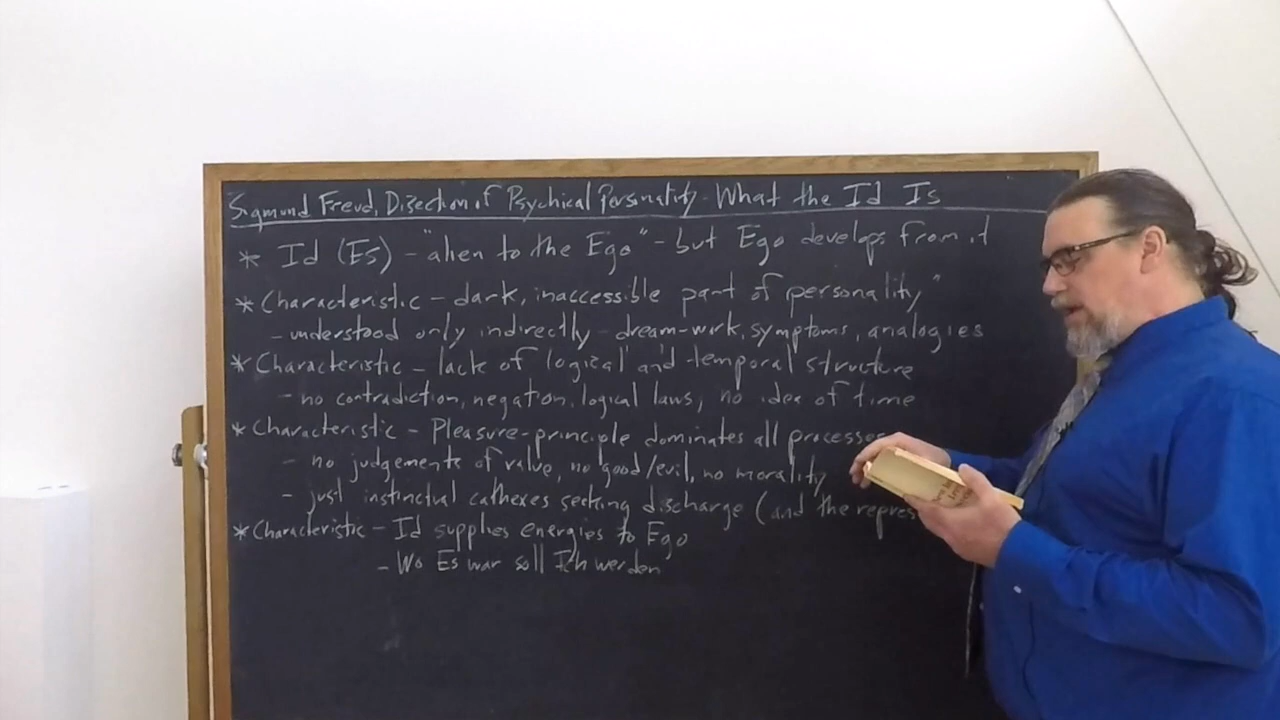 Sigmund Freud, Disection of Psychical Personality - What the Id Is
* Id (Es) - "alien to the Ego" - but Ego develops from it
* Characteristic - dark, inaccessible part of personality"
- understood only indirectly - dream-work, symptoms, analogies
* Characteristic - lack of logical and temporal structure
- no contradiction, negation, logical laws, no idea of time
* Characteristic - Pleasure-principle dominates all processes
- no judgements of value, no good/evil, no morality
- just instinctual cathexes seeking discharge (and the repres
* Characteristic - Id supplies energies to Ego
- Wo Es war soll Ich werden